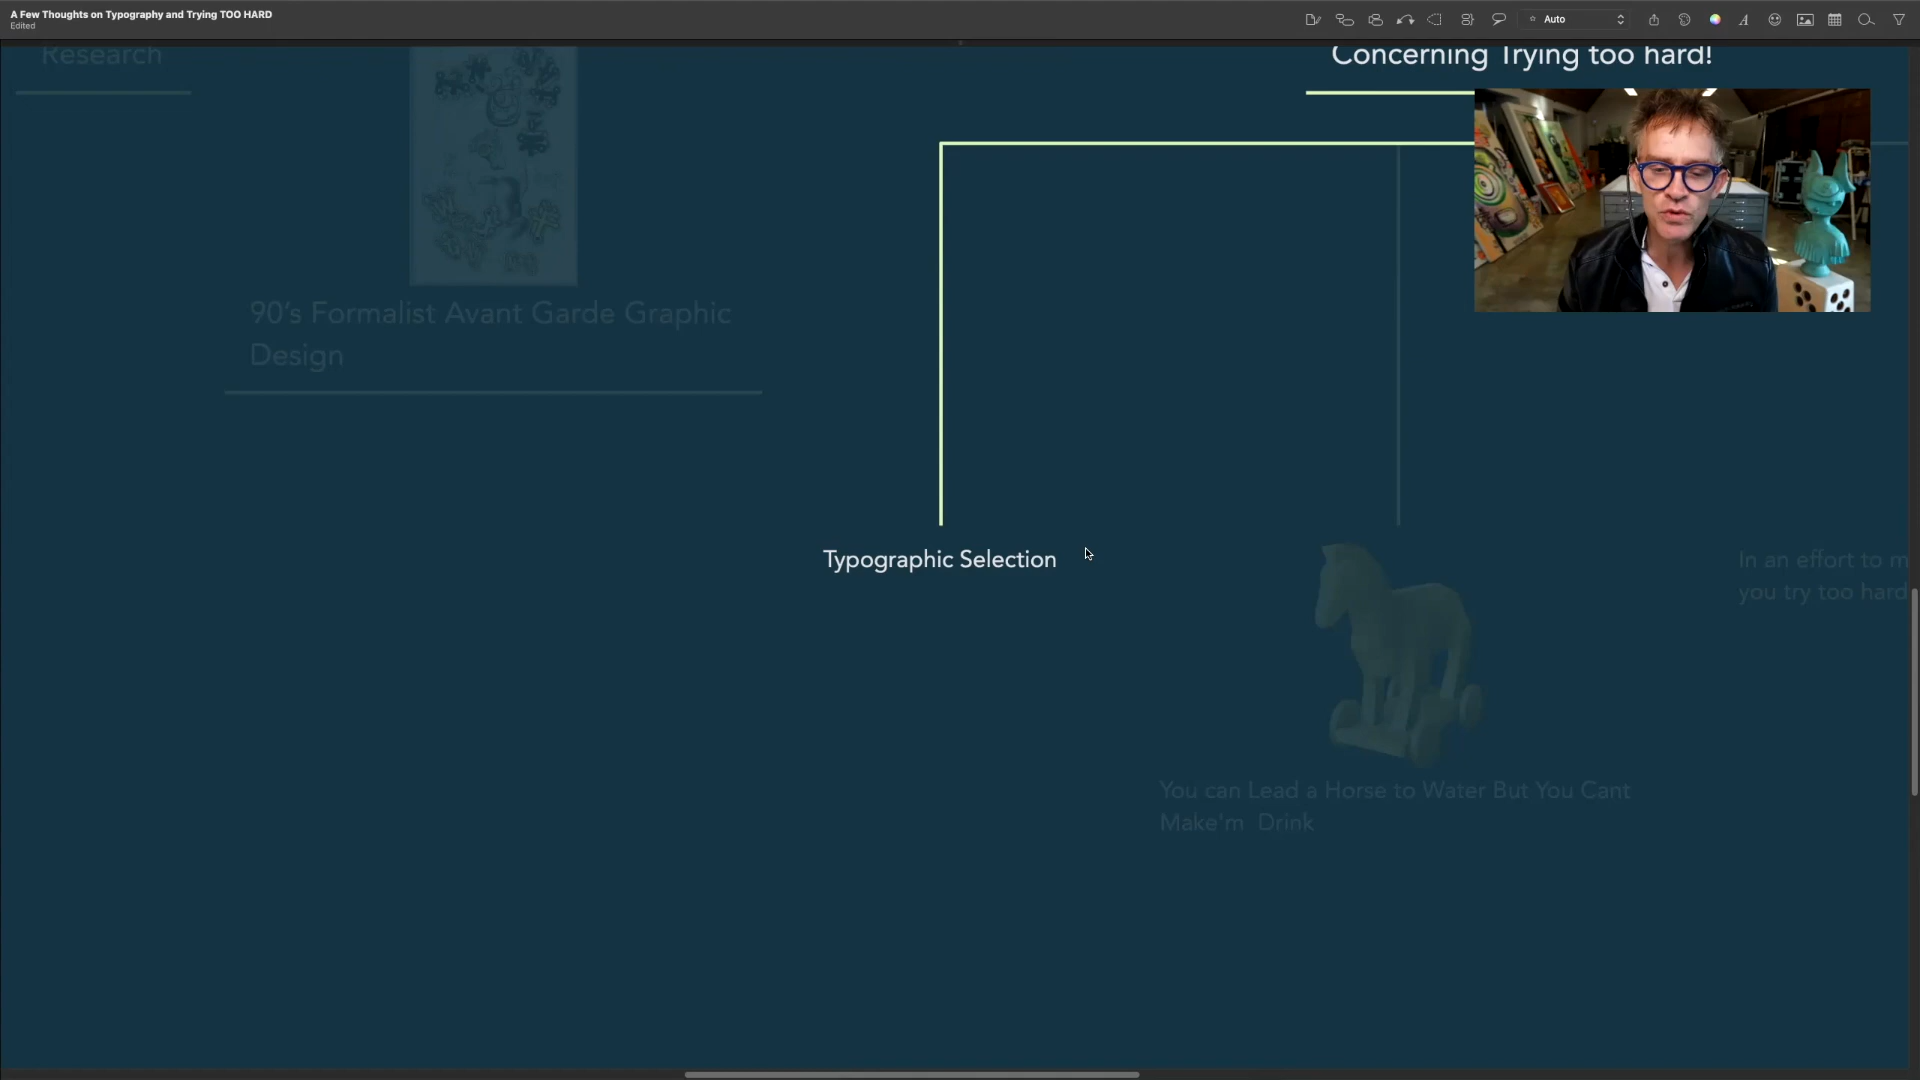 A Few Thoughts on Typography and Trying TOO HARD
Edited
Auto
Research
Concerning Trying too hard!
90's Formalist Avant Garde Graphic
Design
Typographic Selection
In an effort to m
you try too hard
You can Lead a Horse to Water But You Cant
Make'm Drink